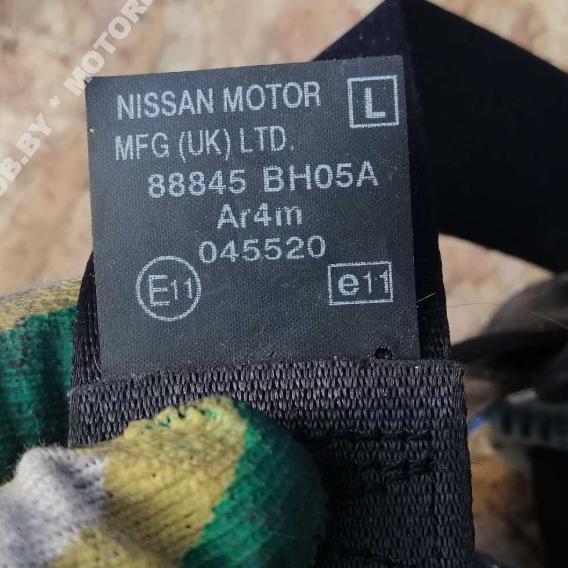 NISSAN MOTOR L
MFG (UK) LTD.
88845 BH05A
Ar4m
045520
E11 e11